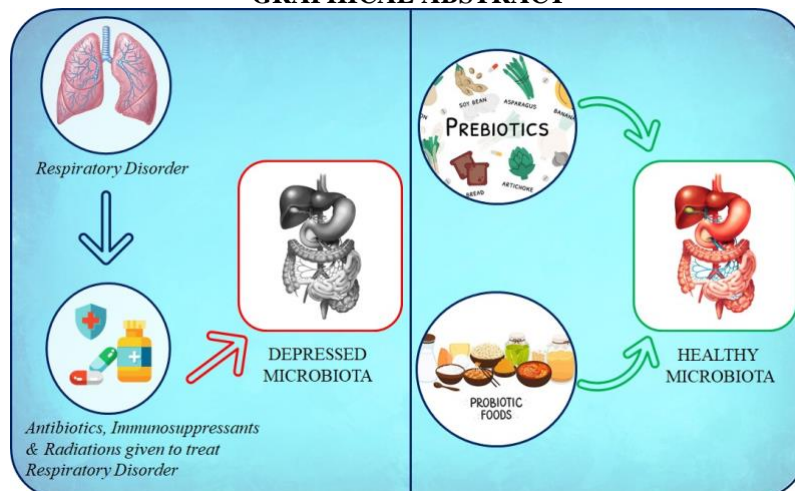 GRAPHICAL ABSTRACT
Respiratory Disorder
Antibiotics, Immunosuppressants
& Radiations given to treat
Respiratory Disorder
DEPRESSED
MICROBIOTA
SOY BEAN
ASPARAGUS
PREBIOTICS
BREAD
ARTICHOKE
PROBIOTIC
FOODS
HEALTHY
MICROBIOTA